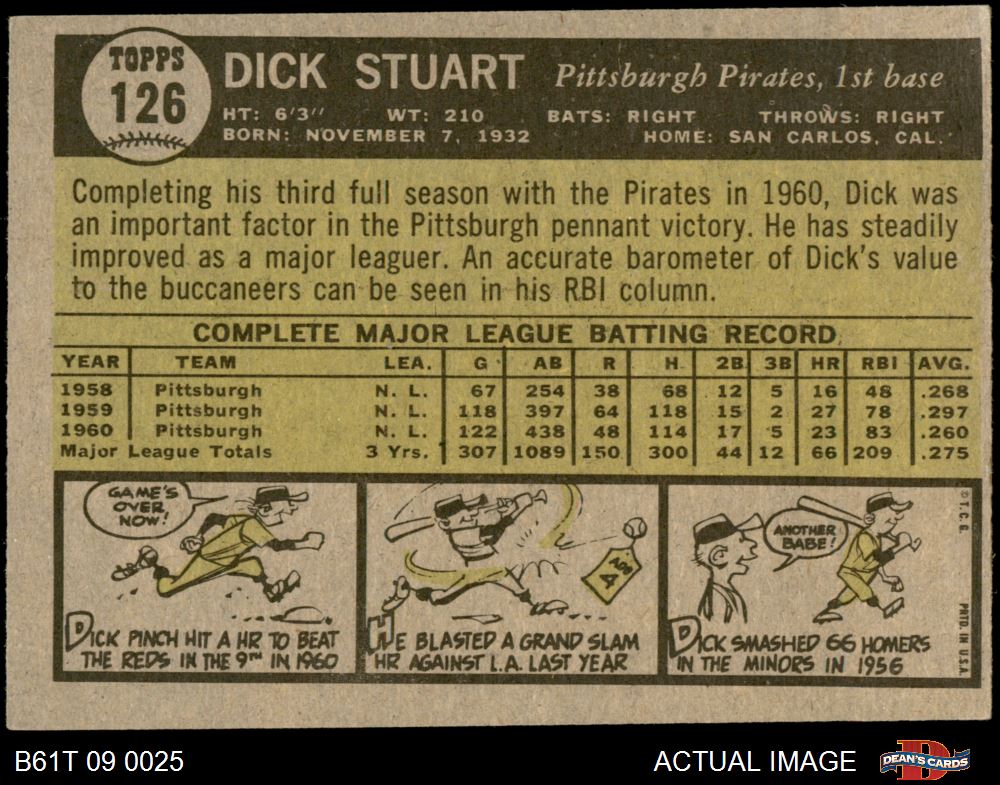 TOPPS
126
DICK STUART Pittsburgh Pirates, 1st base
HT: 6'3" WT: 210 BATS: RIGHT THROWS: RIGHT
BORN: NOVEMBER 7, 1932 HOME: SAN CARLOS, CAL.
Completing his third full season with the Pirates in 1960, Dick was
an important factor in the Pittsburgh pennant victory. He has steadily
improved as a major leaguer. An accurate barometer of Dick's value
to the buccaneers can be seen in his RBI column.
COMPLETE MAJOR LEAGUE BATTING RECORD
YEAR TEAM LEA. G AB R H 2B 3B HR RBI AVG.
1958 Pittsburgh N. L. 67 254 38 68 12 5 16 48 .268
1959 Pittsburgh N. L. 118 397 64 118 15 2 27 78 .297
1960 Pittsburgh N. L. 122 438 48 114 17 5 23 83 .260
Major League Totals 3 Yrs. 307 1089 150 300 44 12 66 209 .275
GAME'S
OVER
NOW!
DICK PINCH HIT A HR TO BEAT
THE REDS IN THE 9TH IN 1960
ADD
4
HE BLASTED A GRAND SLAM
HR AGAINST L.A. LAST YEAR
ANOTHER
BABE!
DICK SMASHED 66 HOMERS
IN THE MINORS IN 1956
© T. C. G.
PRTD. IN U.S.A.
B61T 09 0025 ACTUAL IMAGE
D
DEAN'S CARDS